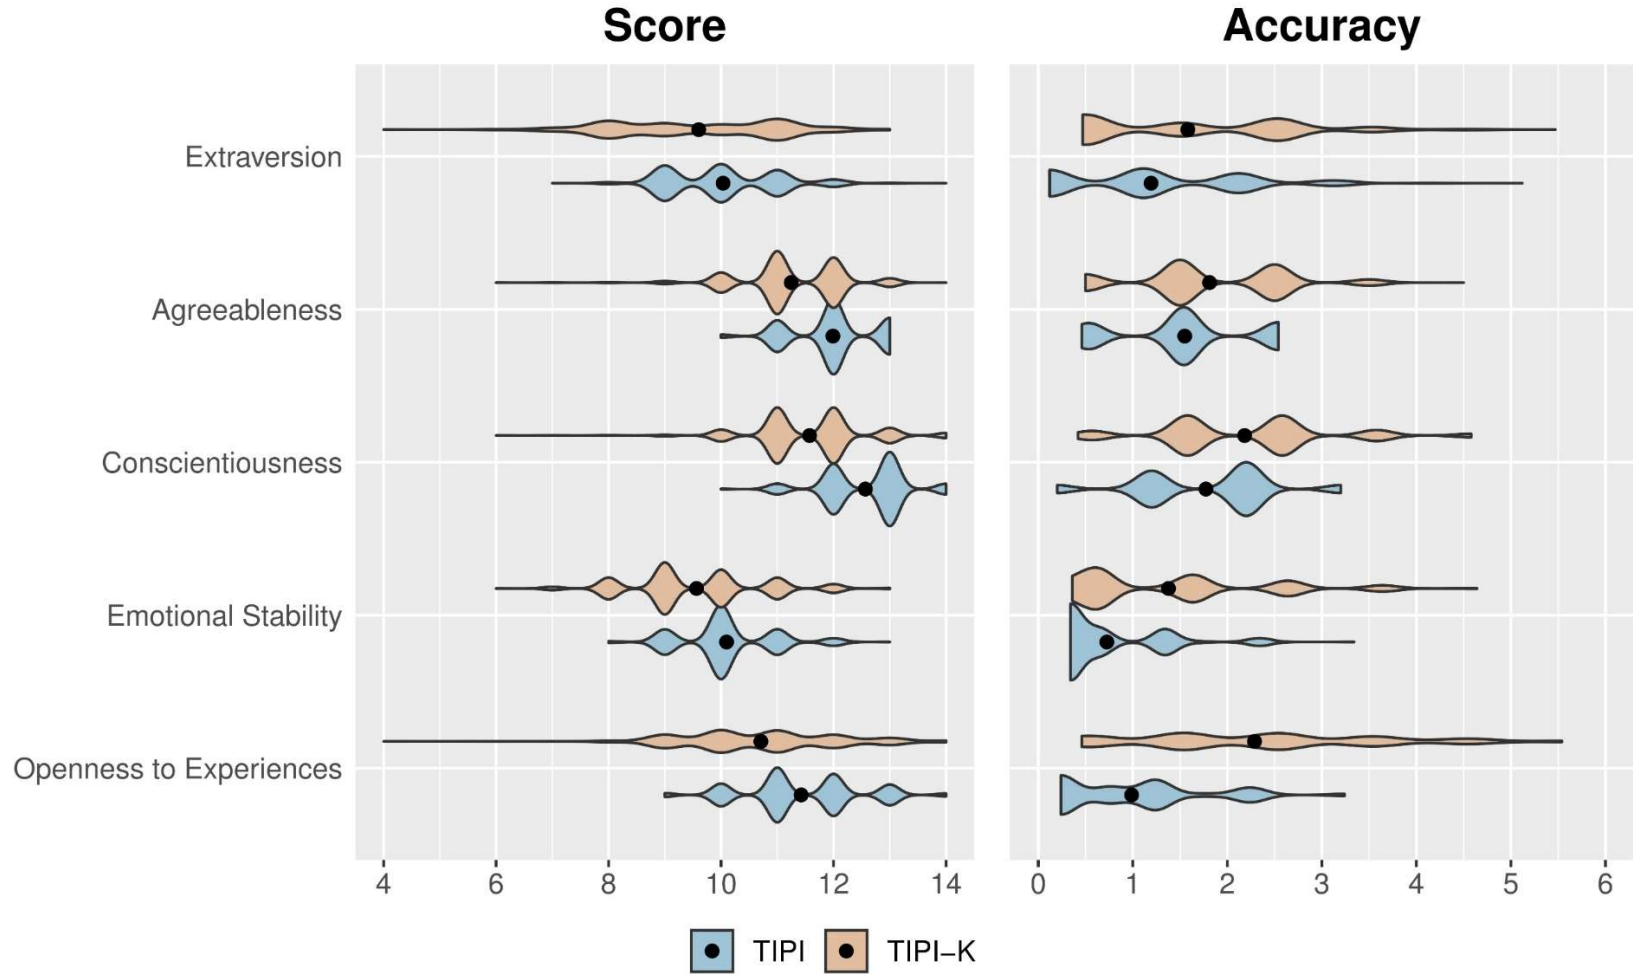 Score Accuracy
Extraversion
Agreeableness
Conscientiousness
Emotional Stability
Openness to Experiences
4 6 8 10 12 14 0 1 2 3 4 5 6
TIPI TIPI−K